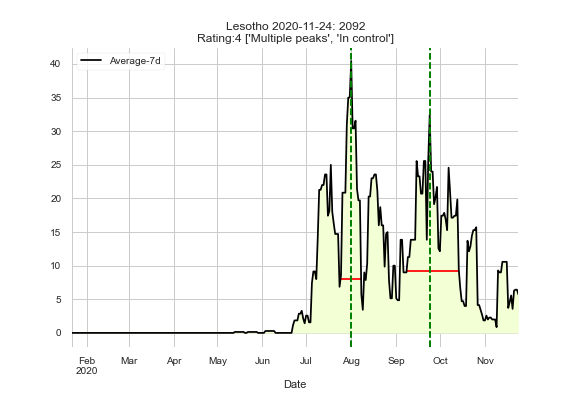 Lesotho 2020-11-24: 2092
Rating:4 ['Multiple peaks', 'In control']
Average-7d
40
35
30
25
20
15
10
5
0
Feb Mar Apr May Jun Jul Aug Sep Oct Nov
2020
Date